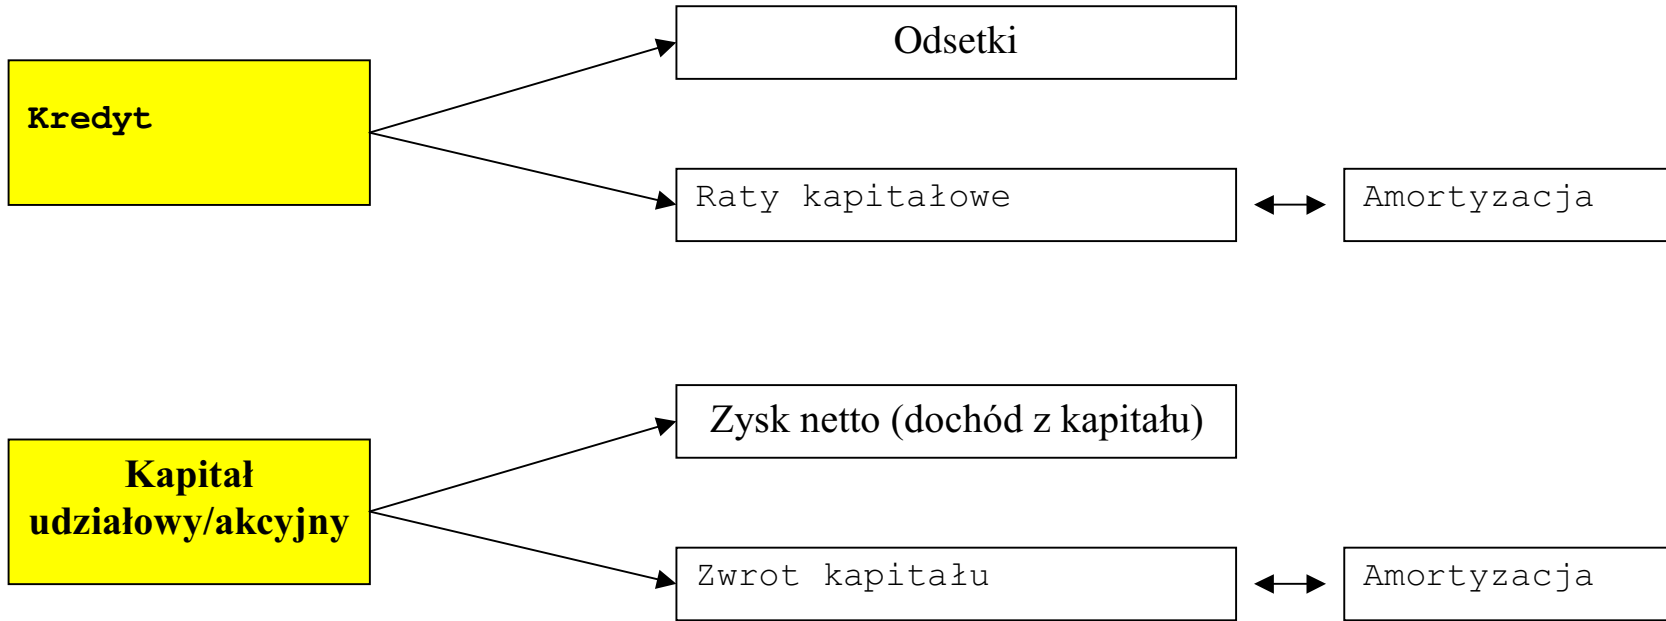 Odsetki
Kredyt
Raty kapitałowe
Amortyzacja
Zysk netto (dochód z kapitału)
Kapitał
udziałowy/akcyjny
Zwrot kapitału
Amortyzacja